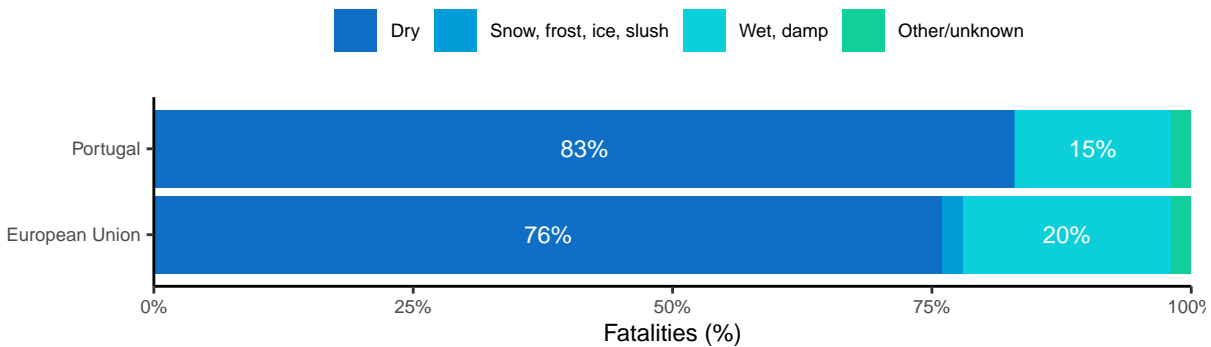 Dry Snow, frost, ice, slush Wet, damp Other/unknown
Portugal 83% 15%
European Union 76% 20%
0% 25% 50% 75% 100%
Fatalities (%)